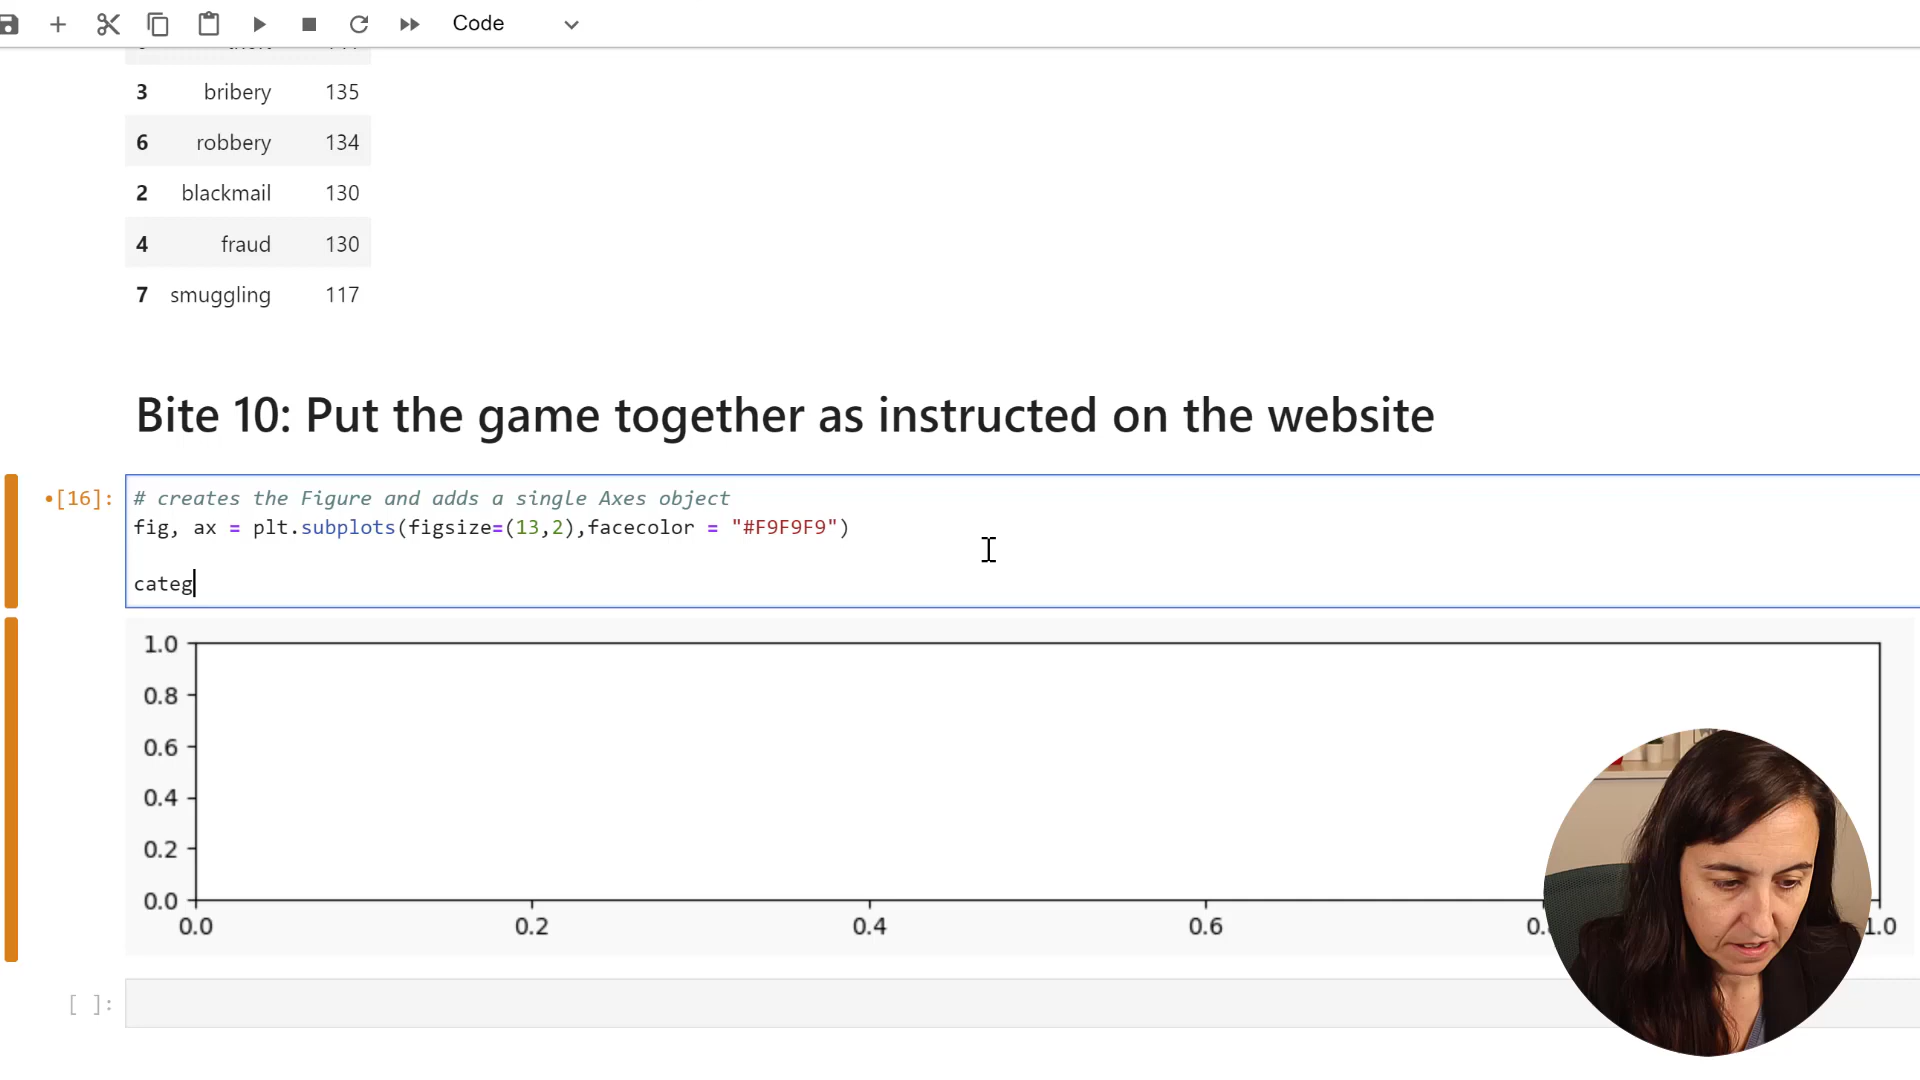 Code
3 bribery 135
6 robbery 134
2 blackmail 130
4 fraud 130
7 smuggling 117
Bite 10: Put the game together as instructed on the website
•[16]:
# creates the Figure and adds a single Axes object
fig, ax = plt.subplots(figsize=(13,2),facecolor = "#F9F9F9")
categ
1.0
0.8
0.6
0.4
0.2
0.0
0.0 0.2 0.4 0.6 1.0
[ ]: